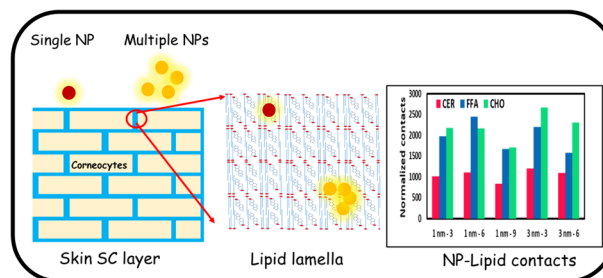 Single NP
Multiple NPs
Corneocytes
Skin SC layer
Lipid lamella
CER FFA CHO
Normalized contacts
3000
2500
2000
1500
1000
500
0
1nm-3 1nm-6 1nm-9 3nm-3 3nm-6
NP-Lipid contacts